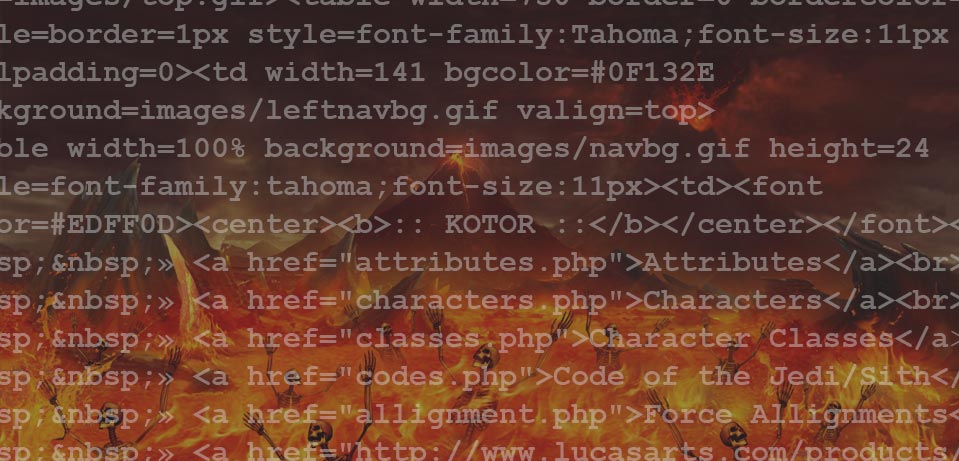 =images/top.gif><table width=750 border=0 bordercolor=
le=border=1px style=font-family:Tahoma;font-size:11px
lpadding=0><td width=141 bgcolor=#0F132E
kground=images/leftnavbg.gif valign=top>
ble width=100% background=images/navbg.gif height=24
le=font-family:tahoma;font-size:11px><td><font
or=#EDFF0D><center><b>:: KOTOR ::</b></center></font><
sp;&nbsp;» <a href="attributes.php">Attributes</a><br>
sp;&nbsp;» <a href="characters.php">Characters</a><br>
sp;&nbsp;» <a href="classes.php">Character Classes</a>
sp;&nbsp;» <a href="codes.php">Code of the Jedi/Sith</
sp;&nbsp;» <a href="allignment.php">Force Allignments<
sp;&nbsp;» <a href="http://www.lucasarts.com/products/